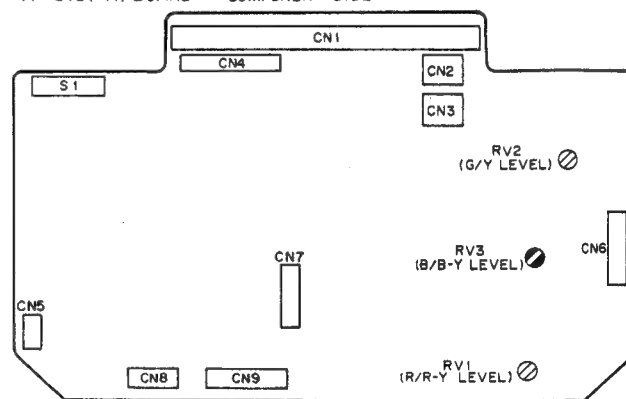 CN1
CN4
CN2
S1
CN3
RV2
(G/Y LEVEL)
CN7
RV3
(B/B-Y LEVEL)
CN6
CN5
RV1
(R/R-Y LEVEL)
CN8
CN9